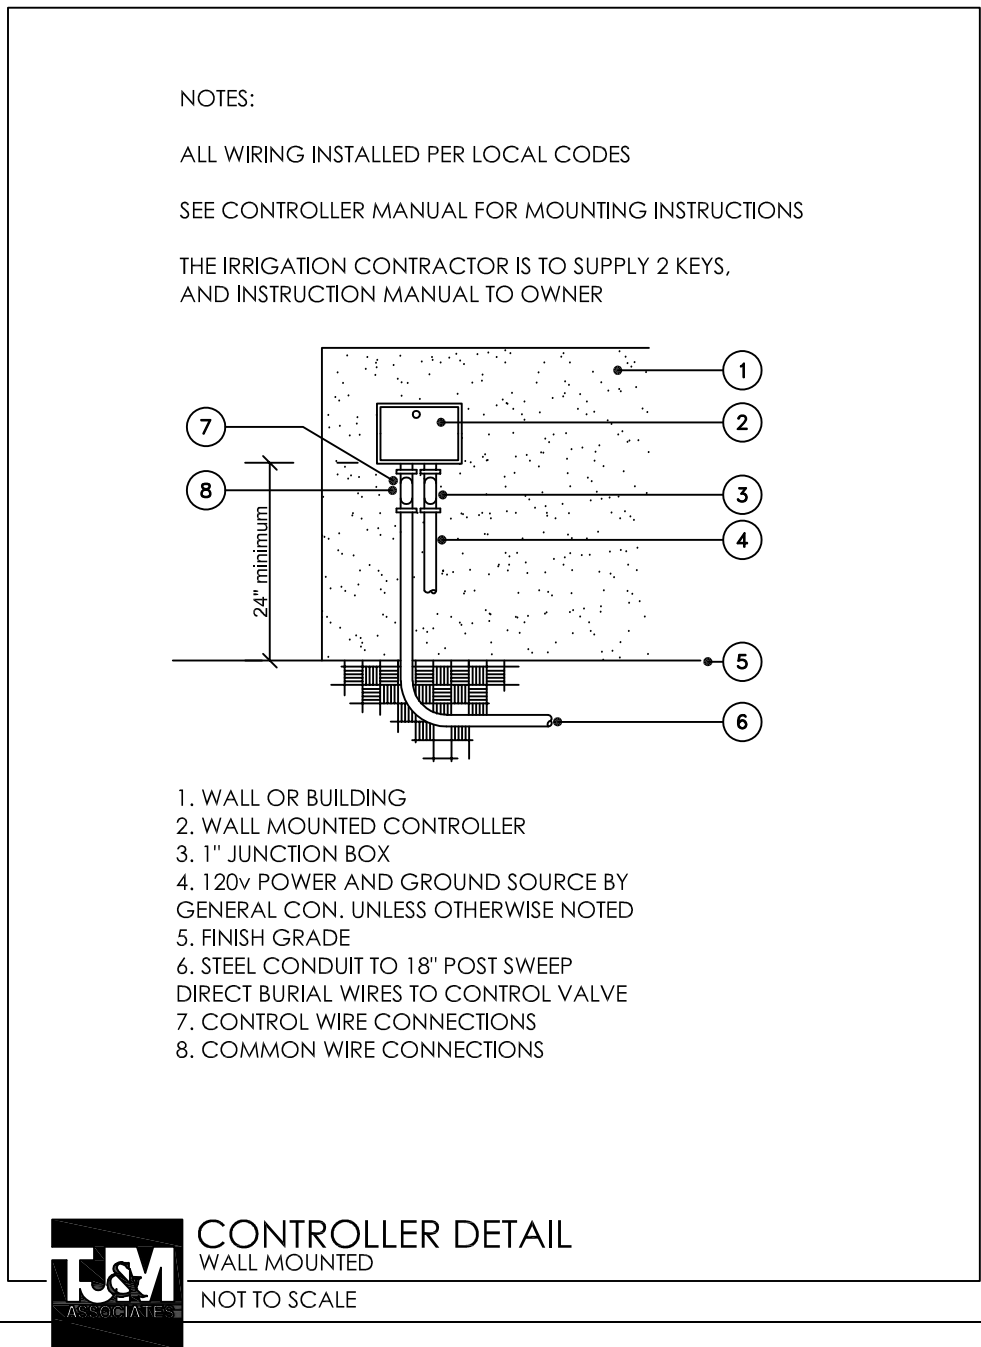 NOTES:
ALL WIRING INSTALLED PER LOCAL CODES
SEE CONTROLLER MANUAL FOR MOUNTING INSTRUCTIONS
THE IRRIGATION CONTRACTOR IS TO SUPPLY 2 KEYS,
AND INSTRUCTION MANUAL TO OWNER
1
2
7
8
3
24" minimum
4
5
6
1. WALL OR BUILDING
2. WALL MOUNTED CONTROLLER
3. 1" JUNCTION BOX
4. 120v POWER AND GROUND SOURCE BY
GENERAL CON. UNLESS OTHERWISE NOTED
5. FINISH GRADE
6. STEEL CONDUIT TO 18" POST SWEEP
DIRECT BURIAL WIRES TO CONTROL VALVE
7. CONTROL WIRE CONNECTIONS
8. COMMON WIRE CONNECTIONS
TJ&M
ASSOCIATES
CONTROLLER DETAIL
WALL MOUNTED
NOT TO SCALE